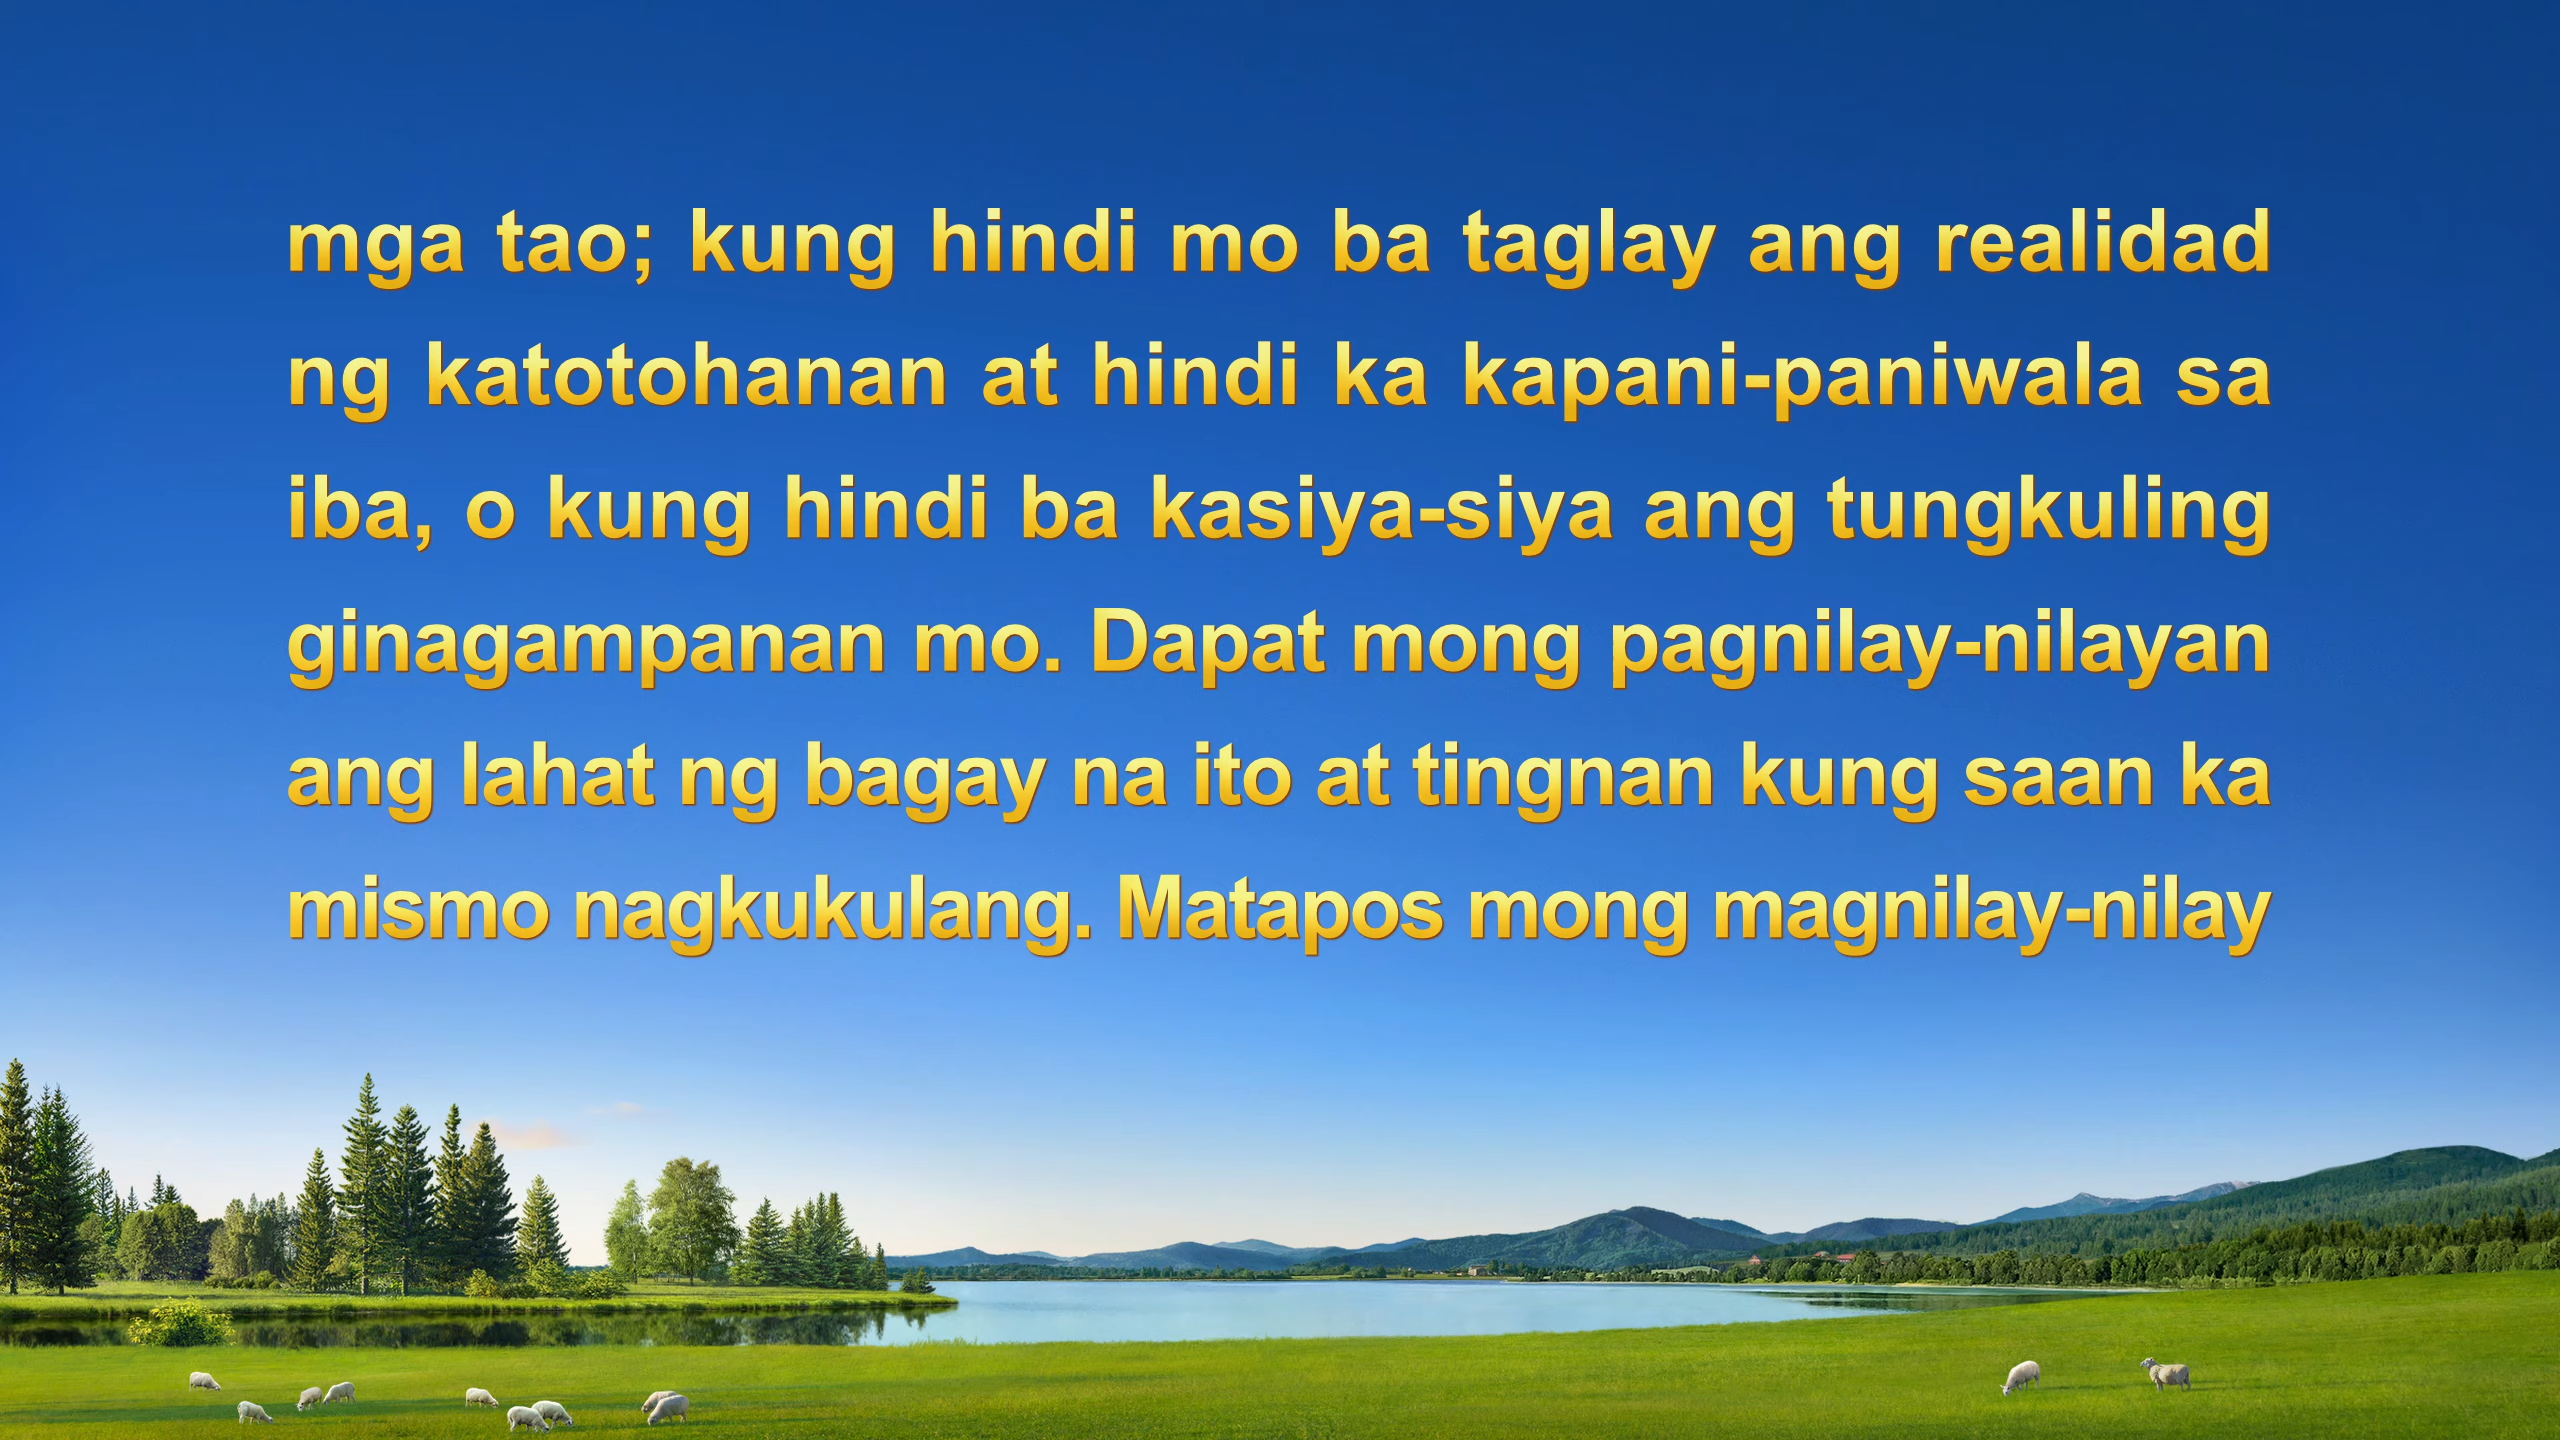 mga tao; kung hindi mo ba taglay ang realidad
ng katotohanan at hindi ka kapani-paniwala sa
iba, o kung hindi ba kasiya-siya ang tungkuling
ginagampanan mo. Dapat mong pagnilay-nilayan
ang lahat ng bagay na ito at tingnan kung saan ka
mismo nagkukulang. Matapos mong magnilay-nilay